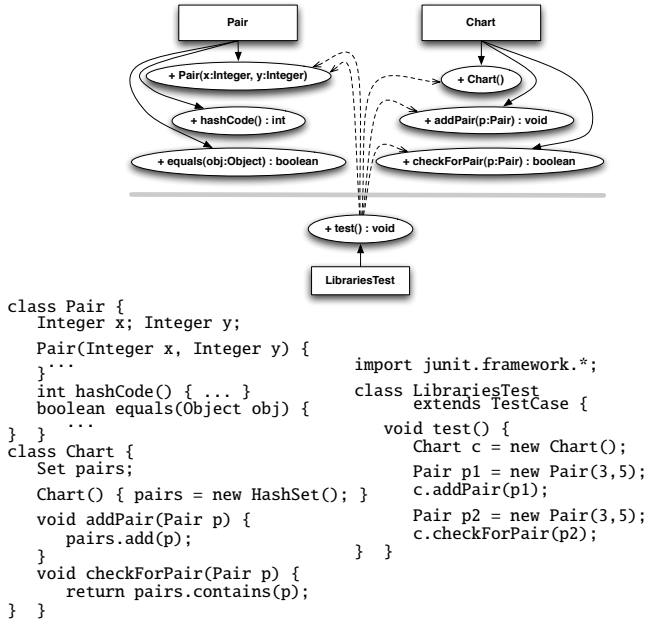 Pair
Chart
+ Pair(x:Integer, y:Integer)
+ Chart()
+ hashCode() : int
+ addPair(p:Pair) : void
+ equals(obj:Object) : boolean
+ checkForPair(p:Pair) : boolean
+ test() : void
LibrariesTest
class Pair {
Integer x; Integer y;
Pair(Integer x, Integer y) {
...
}
int hashCode() { ... }
boolean equals(Object obj) {
...
} }
class Chart {
Set pairs;
Chart() { pairs = new HashSet(); }
void addPair(Pair p) {
pairs.add(p);
}
void checkForPair(Pair p) {
return pairs.contains(p);
} }
import junit.framework.*;
class LibrariesTest
extends TestCase {
void test() {
Chart c = new Chart();
Pair p1 = new Pair(3,5);
c.addPair(p1);
Pair p2 = new Pair(3,5);
c.checkForPair(p2);
} }